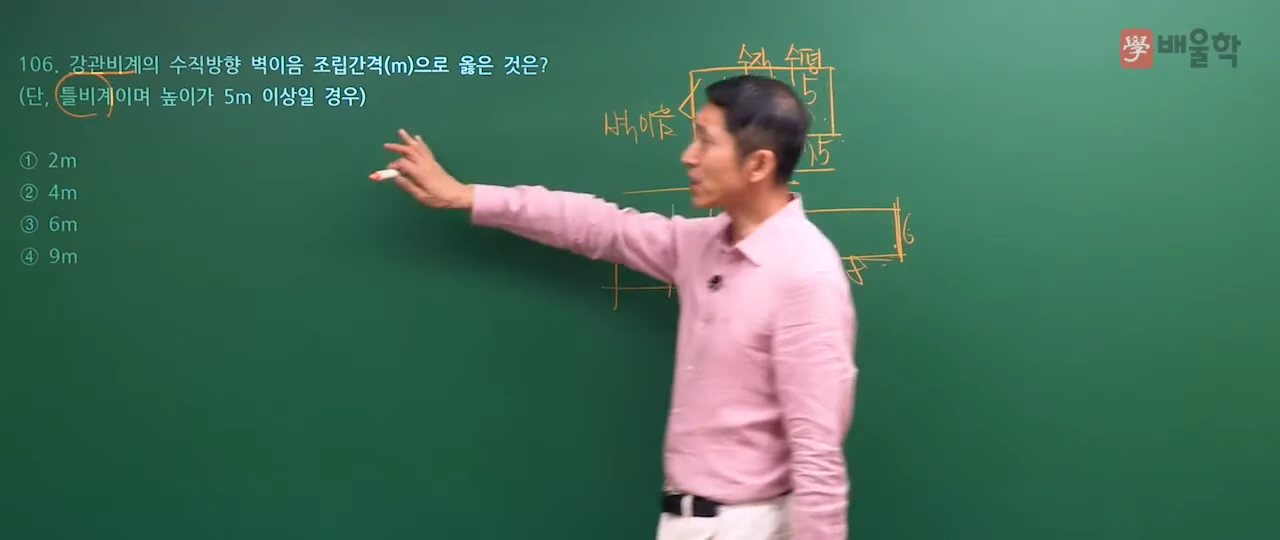 106. 강관비계의 수직방향 벽이음 조립간격(m)으로 옳은 것은?
(단, 틀비계이며 높이가 5m 이상일 경우)
① 2m
② 4m
③ 6m
④ 9m
수직 수평
5
벽이음
6
8
學 배울학